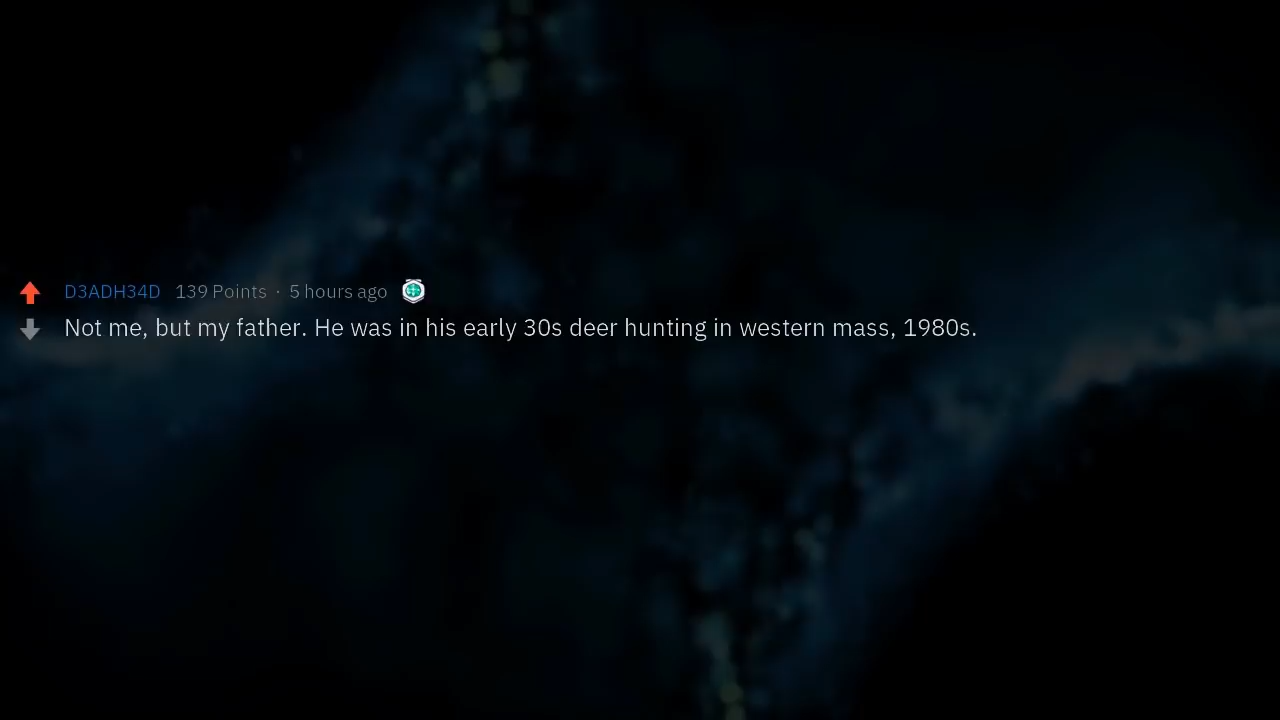 D3ADH34D 139 Points · 5 hours ago
Not me, but my father. He was in his early 30s deer hunting in western mass, 1980s.